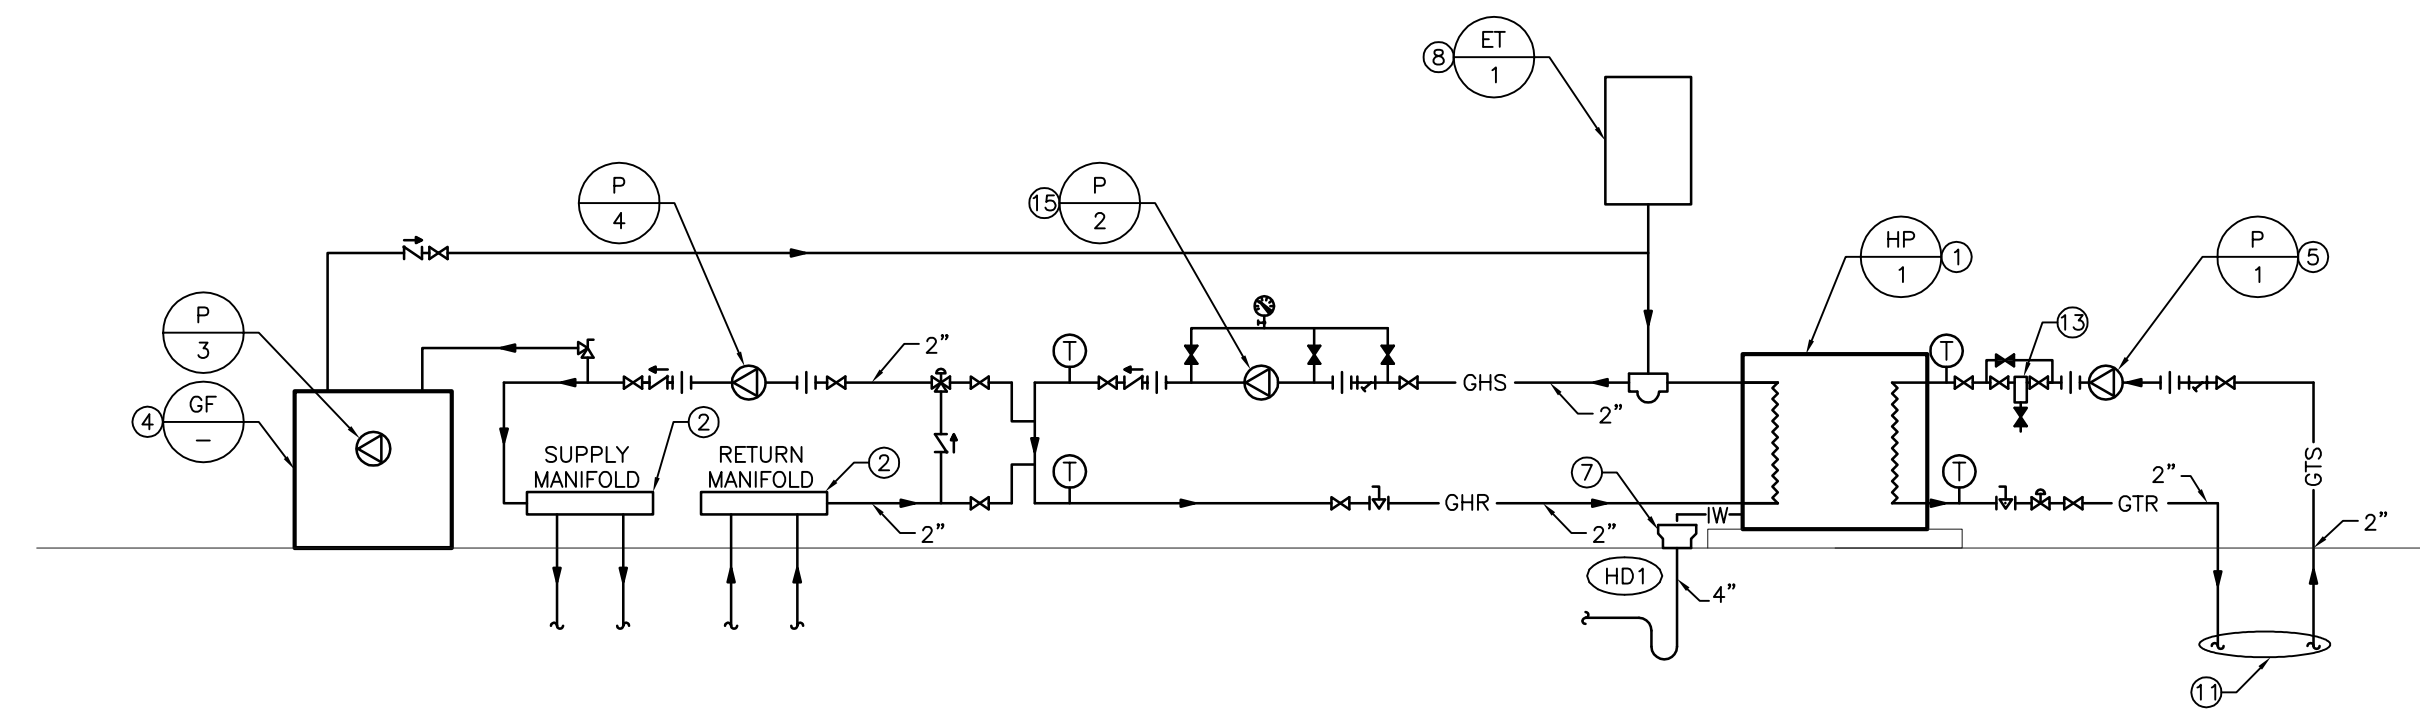 8
ET
1
P
4
15
P
2
HP
1
1
P
1
5
P
3
13
2”
T
T
GHS
2”
4
GF
–
2
SUPPLY
MANIFOLD
RETURN
MANIFOLD
2
T
7
T
GTS
2”
GHR
GTR
2”
2”
IW
2”
HD1
4”
11